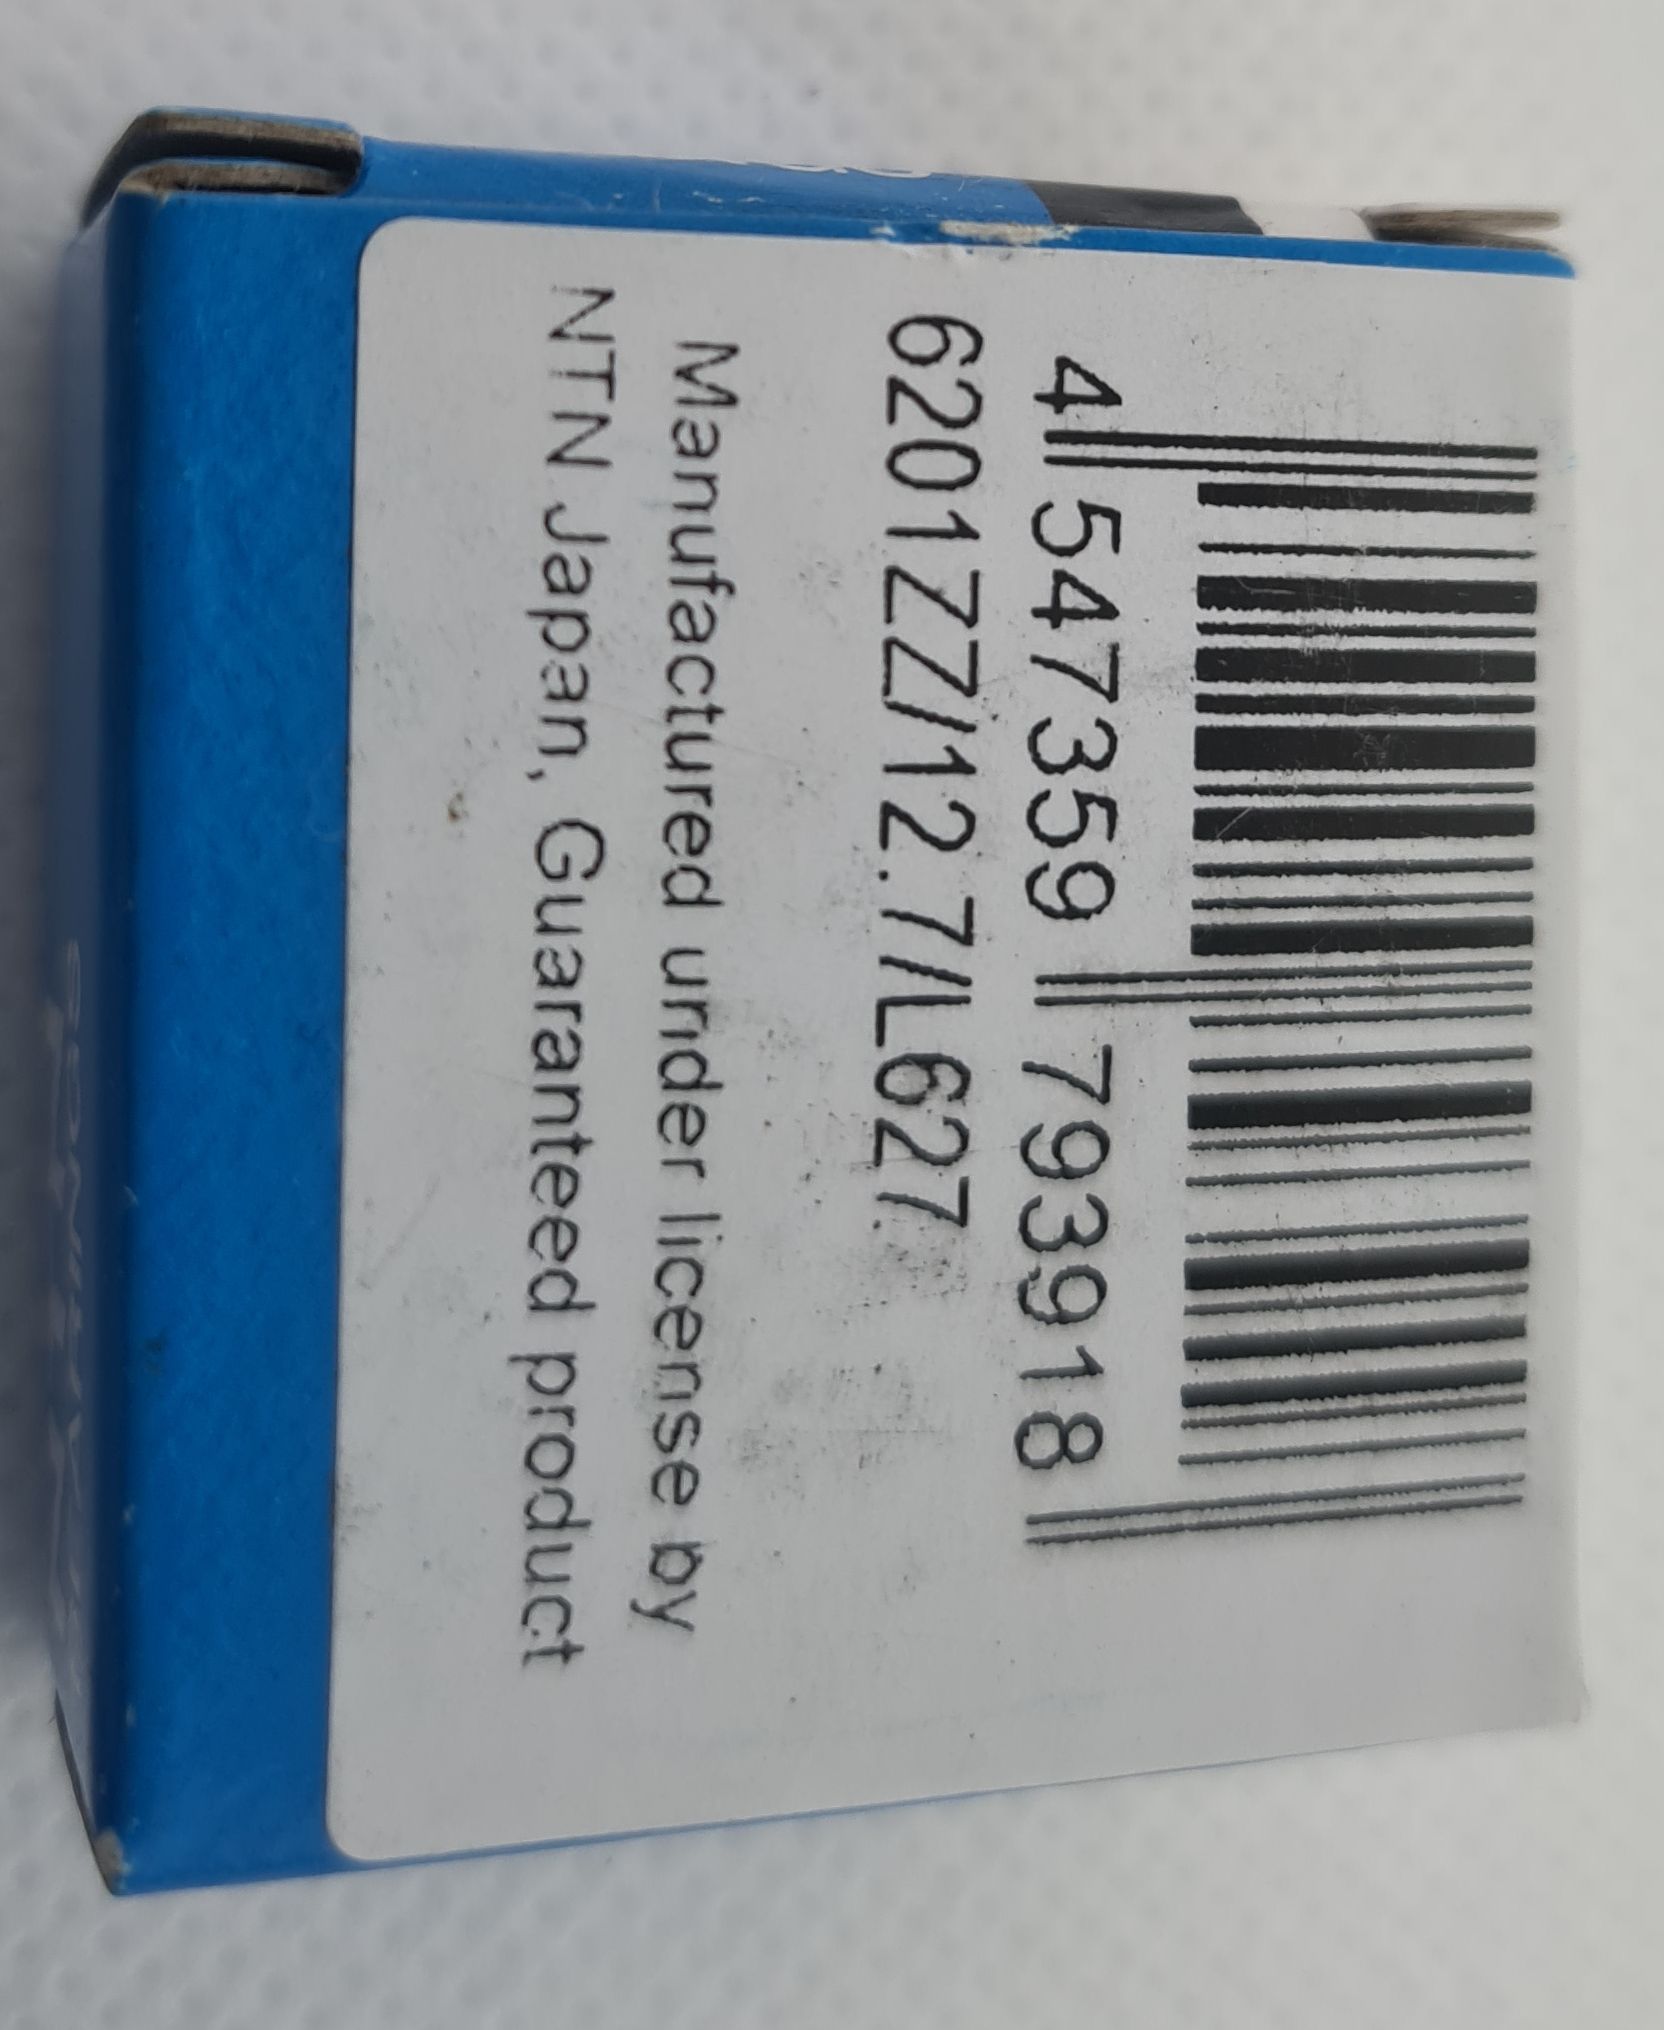 4 547359 793918
6201ZZ/12.7/L627
Manufactured under license by
NTN Japan, Guaranteed product